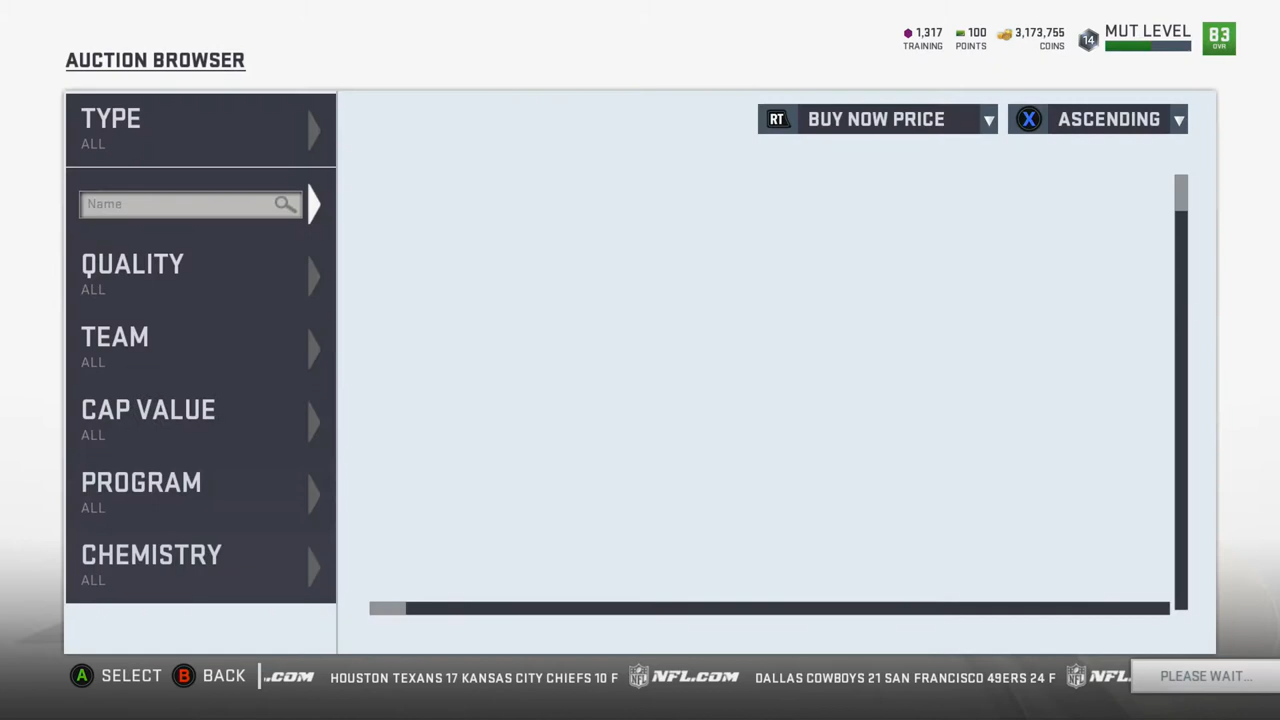 1,317
TRAINING
100
POINTS
3,173,755
COINS
14
MUT LEVEL
83
OVR
AUCTION BROWSER
TYPE
ALL
RT
BUY NOW PRICE
X
ASCENDING
Name
QUALITY
ALL
TEAM
ALL
CAP VALUE
ALL
PROGRAM
ALL
CHEMISTRY
ALL
A SELECT
B BACK
.COM
HOUSTON TEXANS 17 KANSAS CITY CHIEFS 10 F
NFL.COM
DALLAS COWBOYS 21 SAN FRANCISCO 49ERS 24 F
NFL.
PLEASE WAIT...